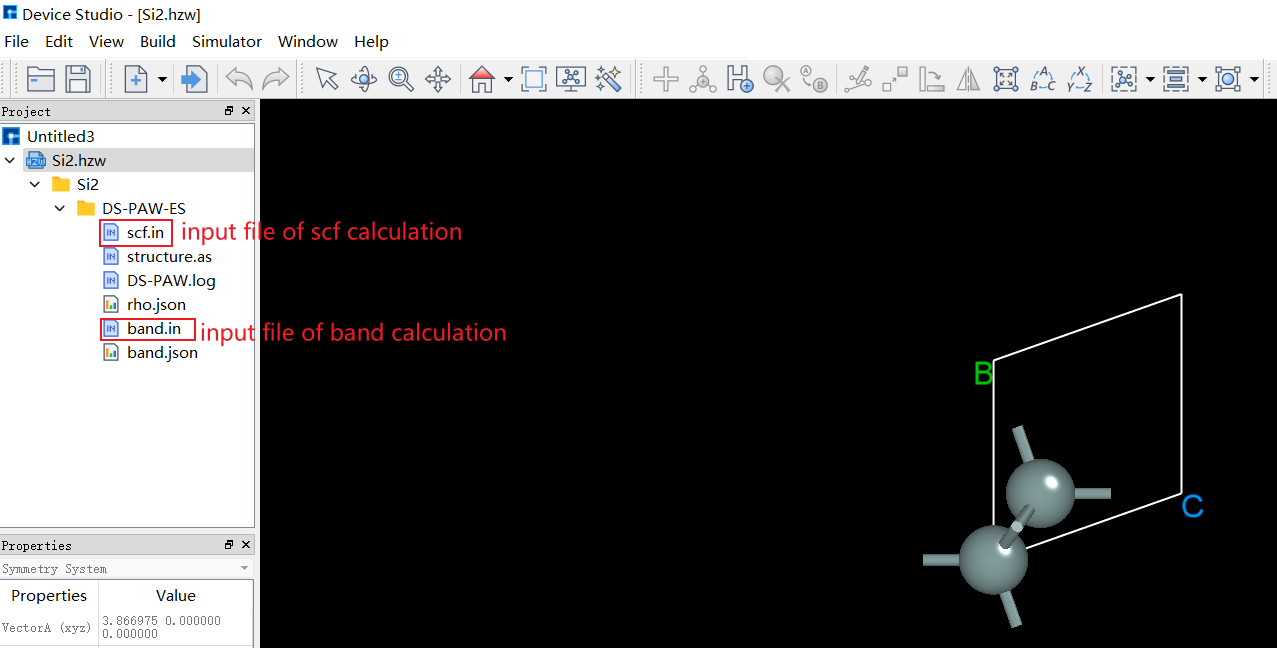 Device Studio - [Si2.hzw]
File Edit View Build Simulator Window Help
Project
Untitled3
Si2.hzw
Si2
DS-PAW-ES
scf.in input file of scf calculation
structure.as
DS-PAW.log
rho.json
band.in input file of band calculation
band.json
B
C
Properties
Symmetry System
Properties Value
VectorA (xyz) 3.866975 0.000000
0.000000